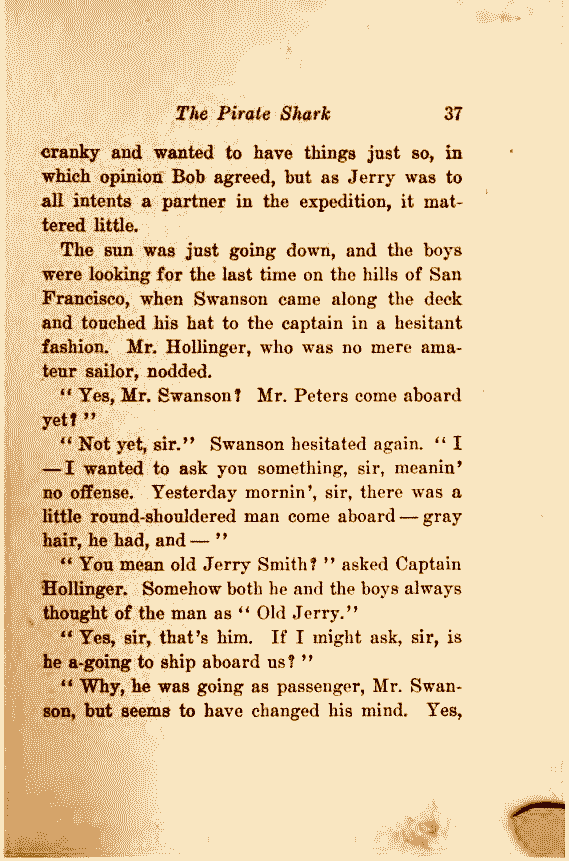 The Pirate Shark 37
cranky and wanted to have things just so, in
which opinion Bob agreed, but as Jerry was to
all intents a partner in the expedition, it mat-
tered little.
The sun was just going down, and the boys
were looking for the last time on the hills of San
Francisco, when Swanson came along the deck
and touched his hat to the captain in a hesitant
fashion. Mr. Hollinger, who was no mere ama-
teur sailor, nodded.
“ Yes, Mr. Swanson? Mr. Peters come aboard
yet? ”
“ Not yet, sir.” Swanson hesitated again. “ I
— I wanted to ask you something, sir, meanin’
no offense. Yesterday mornin’, sir, there was a
little round-shouldered man come aboard — gray
hair, he had, and — ”
“ You mean old Jerry Smith? ” asked Captain
Hollinger. Somehow both he and the boys always
thought of the man as “ Old Jerry.”
“ Yes, sir, that’s him. If I might ask, sir, is
he a-going to ship aboard us? ”
“ Why, he was going as passenger, Mr. Swan-
son, but seems to have changed his mind. Yes,